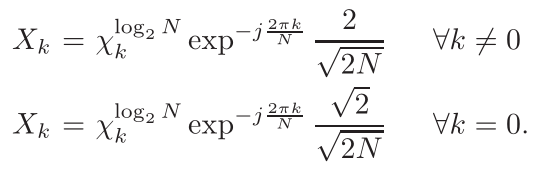 $X_k = \chi_k^{\log_2 N} \exp^{-j\frac{2\pi k}{N}} \frac{2}{\sqrt{2N}} \quad \forall k \neq 0$
$X_k = \chi_k^{\log_2 N} \exp^{-j\frac{2\pi k}{N}} \frac{\sqrt{2}}{\sqrt{2N}} \quad \forall k = 0.$